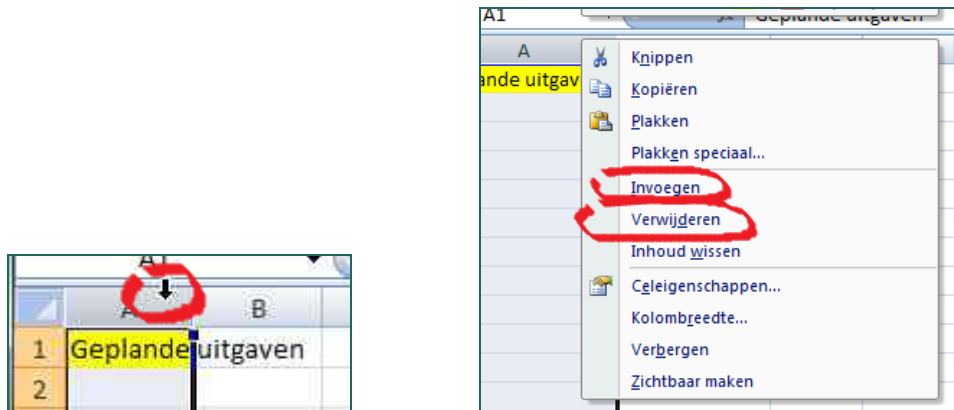 A1
A B
1 Geplande uitgaven
2
A1 Geplande uitgaven
A
ande uitgav
Knippen
Kopiëren
Plakken
Plakken speciaal...
Invoegen
Verwijderen
Inhoud wissen
Celeigenschappen...
Kolombreedte...
Verbergen
Zichtbaar maken